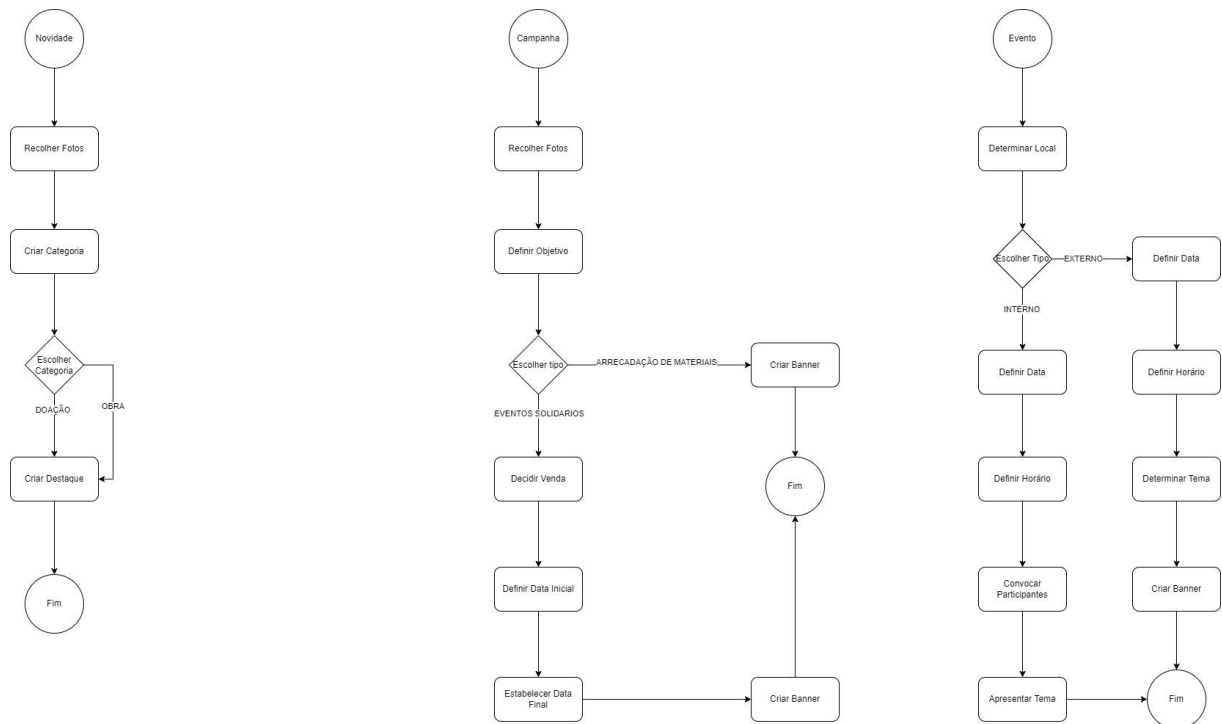 Novidade
Recolher Fotos
Criar Categoria
Escolher
Categoria
DOAÇÃO
OBRA
Criar Destaque
Fim
Campanha
Recolher Fotos
Definir Objetivo
Escolher tipo
ARRECADAÇÃO DE MATERIAIS
Criar Banner
EVENTOS SOLIDARIOS
Decidir Venda
Fim
Definir Data Inicial
Estabelecer Data
Final
Criar Banner
Evento
Determinar Local
Escolher Tipo
EXTERNO
Definir Data
INTERNO
Definir Data
Definir Horário
Definir Horário
Determinar Tema
Convocar
Participantes
Criar Banner
Apresentar Tema
Fim